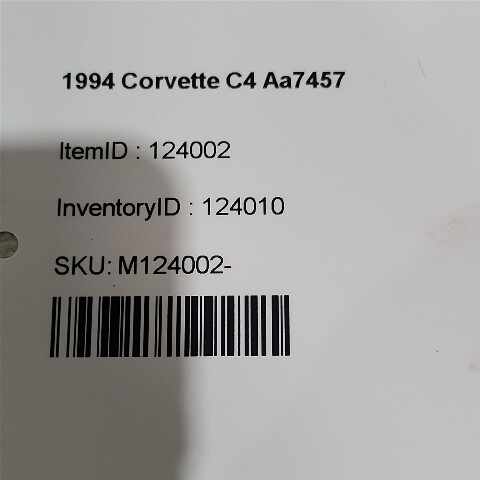 1994 Corvette C4 Aa7457
ItemID : 124002
InventoryID : 124010
SKU: M124002-